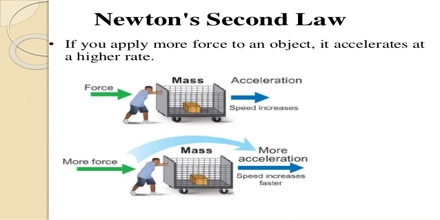 Newton's Second Law
• If you apply more force to an object, it accelerates at
a higher rate.
Mass Acceleration
Force
Speed increases
Mass More
acceleration
More force
Speed increases
faster